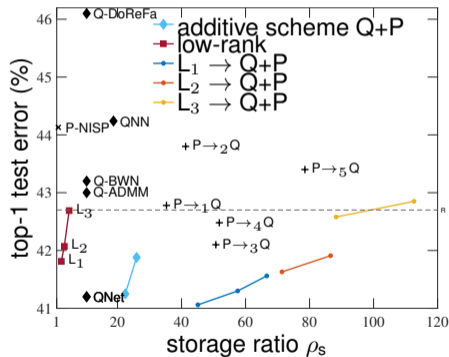 46
Q-DoReFa
additive scheme Q+P
low-rank
L₁ → Q+P
L₂ → Q+P
L₃ → Q+P
45
top-1 test error (%)
44
P-NISP
QNN
P→₂Q
P→₅Q
43
Q-BWN
Q-ADMM
L₃
P→₁Q
R
P→₄Q
L₂
P→₃Q
42
L₁
QNet
41
1 20 40 60 80 100 120
storage ratio ρₛ